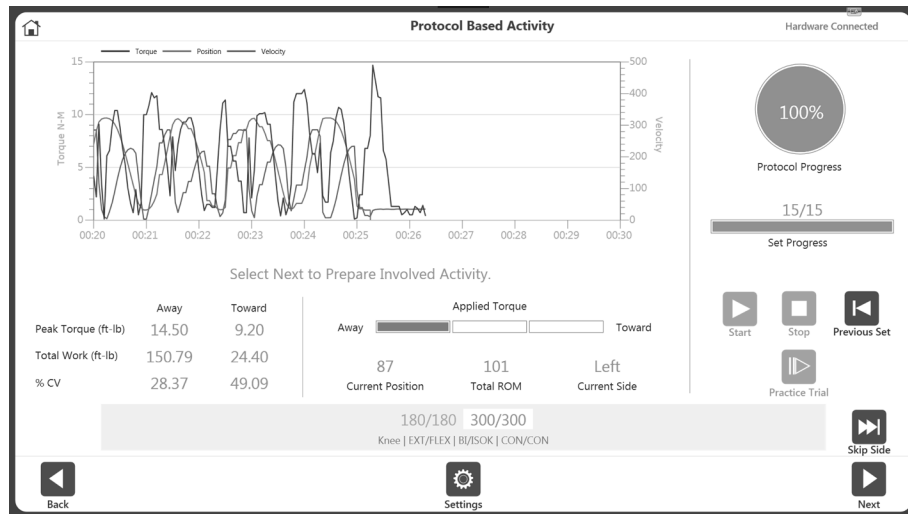 Protocol Based Activity
Hardware Connected
Torque Position Velocity
15
10
5
0
Torque N-M
500
400
300
200
100
0
Velocity
00:20 00:21 00:22 00:23 00:24 00:25 00:26 00:27 00:28 00:29 00:30
100%
Protocol Progress
15/15
Set Progress
Select Next to Prepare Involved Activity.
Away Toward
Peak Torque (ft-lb) 14.50 9.20
Total Work (ft-lb) 150.79 24.40
% CV 28.37 49.09
Applied Torque
Away Toward
87 101 Left
Current Position Total ROM Current Side
Start Stop Previous Set
Practice Trial
180/180 300/300
Knee | EXT/FLEX | BI/ISOK | CON/CON
Skip Side
Back Settings Next